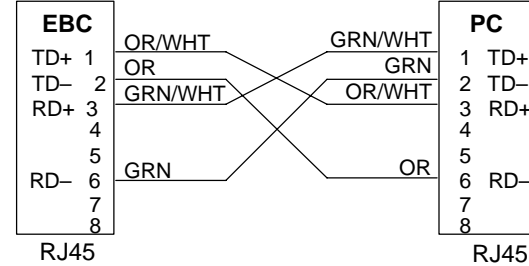 EBC PC
OR/WHT GRN/WHT
TD+ 1 1 TD+
OR GRN
TD– 2 2 TD–
GRN/WHT OR/WHT
RD+ 3 3 RD+
4 4
5 5
GRN OR
RD– 6 6 RD–
7 7
8 8
RJ45 RJ45